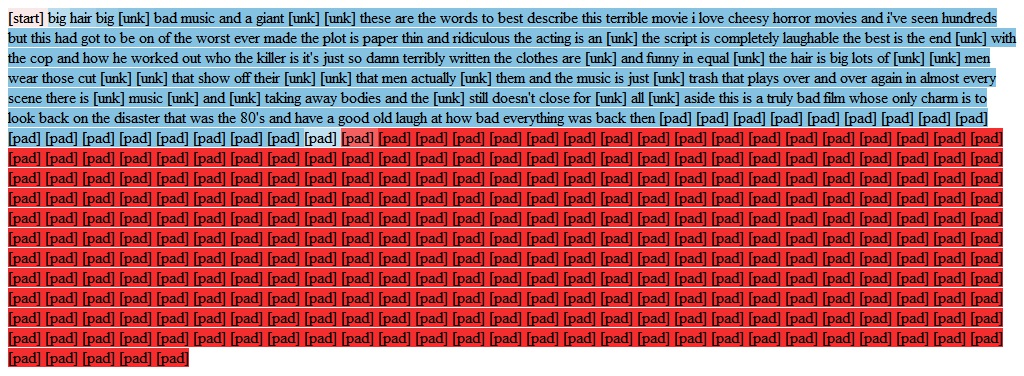 [start] big hair big [unk] bad music and a giant [unk] [unk] these are the words to best describe this terrible movie i love cheesy horror movies and i've seen hundreds
but this had got to be on of the worst ever made the plot is paper thin and ridiculous the acting is an [unk] the script is completely laughable the best is the end [unk] with
the cop and how he worked out who the killer is it's just so damn terribly written the clothes are [unk] and funny in equal [unk] the hair is big lots of [unk] [unk] men
wear those cut [unk] [unk] that show off their [unk] [unk] that men actually [unk] them and the music is just [unk] trash that plays over and over again in almost every
scene there is [unk] music [unk] and [unk] taking away bodies and the [unk] still doesn't close for [unk] all [unk] aside this is a truly bad film whose only charm is to
look back on the disaster that was the 80's and have a good old laugh at how bad everything was back then [pad] [pad] [pad] [pad] [pad] [pad] [pad] [pad] [pad]
[pad] [pad] [pad] [pad] [pad] [pad] [pad] [pad] [pad] [pad] [pad] [pad] [pad] [pad] [pad] [pad] [pad] [pad] [pad] [pad] [pad] [pad] [pad] [pad] [pad] [pad] [pad]
[pad] [pad] [pad] [pad] [pad] [pad] [pad] [pad] [pad] [pad] [pad] [pad] [pad] [pad] [pad] [pad] [pad] [pad] [pad] [pad] [pad] [pad] [pad] [pad] [pad] [pad] [pad]
[pad] [pad] [pad] [pad] [pad] [pad] [pad] [pad] [pad] [pad] [pad] [pad] [pad] [pad] [pad] [pad] [pad] [pad] [pad] [pad] [pad] [pad] [pad] [pad] [pad] [pad] [pad]
[pad] [pad] [pad] [pad] [pad] [pad] [pad] [pad] [pad] [pad] [pad] [pad] [pad] [pad] [pad] [pad] [pad] [pad] [pad] [pad] [pad] [pad] [pad] [pad] [pad] [pad] [pad]
[pad] [pad] [pad] [pad] [pad] [pad] [pad] [pad] [pad] [pad] [pad] [pad] [pad] [pad] [pad] [pad] [pad] [pad] [pad] [pad] [pad] [pad] [pad] [pad] [pad] [pad] [pad]
[pad] [pad] [pad] [pad] [pad] [pad] [pad] [pad] [pad] [pad] [pad] [pad] [pad] [pad] [pad] [pad] [pad] [pad] [pad] [pad] [pad] [pad] [pad] [pad] [pad] [pad] [pad]
[pad] [pad] [pad] [pad] [pad] [pad] [pad] [pad] [pad] [pad] [pad] [pad] [pad] [pad] [pad] [pad] [pad] [pad] [pad] [pad] [pad] [pad] [pad] [pad] [pad] [pad] [pad]
[pad] [pad] [pad] [pad] [pad] [pad] [pad] [pad] [pad] [pad] [pad] [pad] [pad] [pad] [pad] [pad] [pad] [pad] [pad] [pad] [pad] [pad] [pad] [pad] [pad] [pad] [pad]
[pad] [pad] [pad] [pad] [pad] [pad] [pad] [pad] [pad] [pad] [pad] [pad] [pad] [pad] [pad] [pad] [pad] [pad] [pad] [pad] [pad] [pad] [pad] [pad] [pad] [pad] [pad]
[pad] [pad] [pad] [pad] [pad] [pad] [pad] [pad] [pad] [pad] [pad] [pad] [pad] [pad] [pad] [pad] [pad] [pad] [pad] [pad] [pad] [pad] [pad] [pad] [pad] [pad] [pad]
[pad] [pad] [pad] [pad] [pad] [pad] [pad] [pad] [pad] [pad] [pad] [pad] [pad] [pad] [pad] [pad] [pad] [pad] [pad] [pad] [pad] [pad] [pad] [pad] [pad] [pad] [pad]
[pad] [pad] [pad] [pad] [pad]